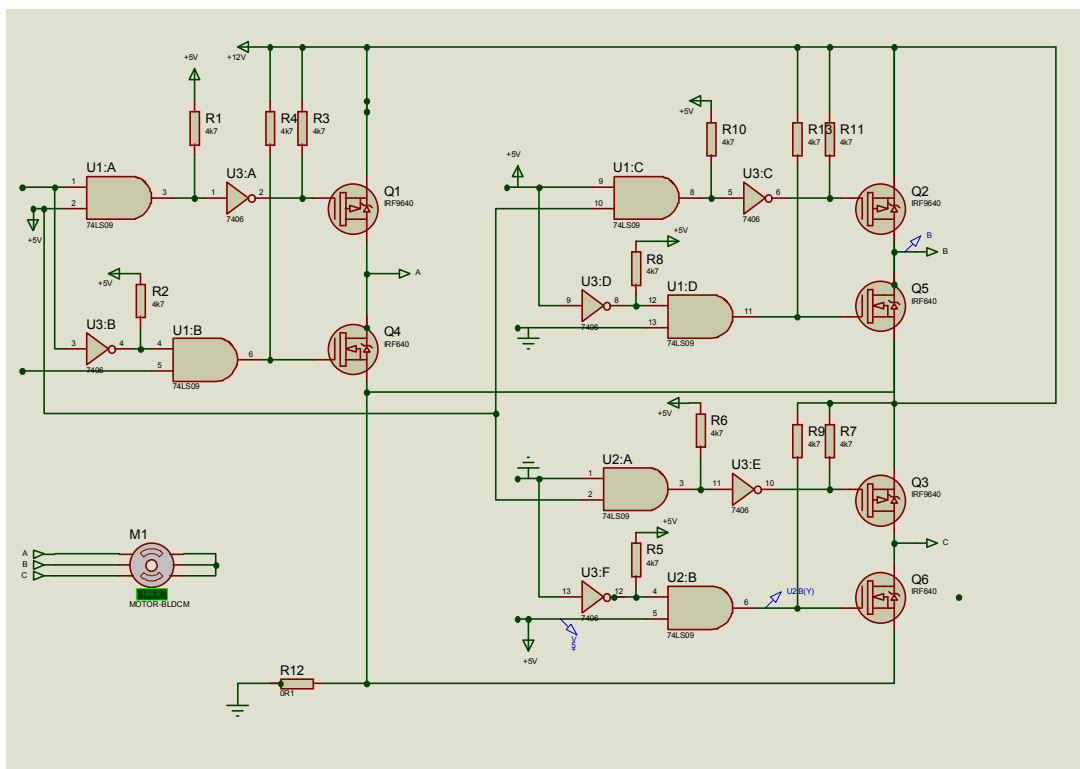 +5V
+12V
R1
4k7
R4
4k7
R3
4k7
U1:A
1
2
3
74LS09
+5V
U3:A
1
2
7406
Q1
IRF9640
A
+5V
R2
4k7
U3:B
3
4
7406
U1:B
4
5
6
74LS09
Q4
IRF640
+5V
R10
4k7
R13
4k7
R11
4k7
+5V
U1:C
9
10
8
74LS09
U3:C
5
6
7406
Q2
IRF9640
B
B
+5V
R8
4k7
U3:D
9
8
7406
U1:D
12
13
11
74LS09
Q5
IRF640
+5V
R6
4k7
R9
4k7
R7
4k7
U2:A
1
2
3
74LS09
U3:E
11
10
7406
Q3
IRF9640
C
+5V
R5
4k7
U3:F
13
12
7406
U2:B
4
5
6
74LS09
U2:B(Y)
Q6
IRF640
+5V
M1
A
B
C
MOTOR-BLDCM
R12
0R1